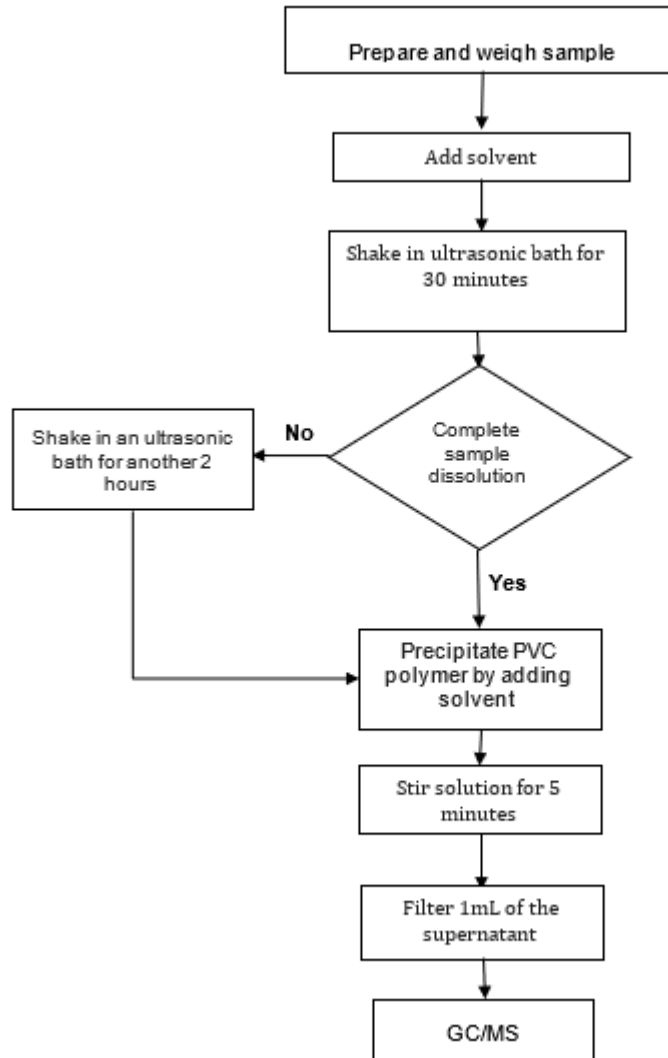 Prepare and weigh sample
Add solvent
Shake in ultrasonic bath for
30 minutes
Complete
sample
dissolution
No
Shake in an ultrasonic
bath for another 2
hours
Yes
Precipitate PVC
polymer by adding
solvent
Stir solution for 5
minutes
Filter 1mL of the
supernatant
GC/MS